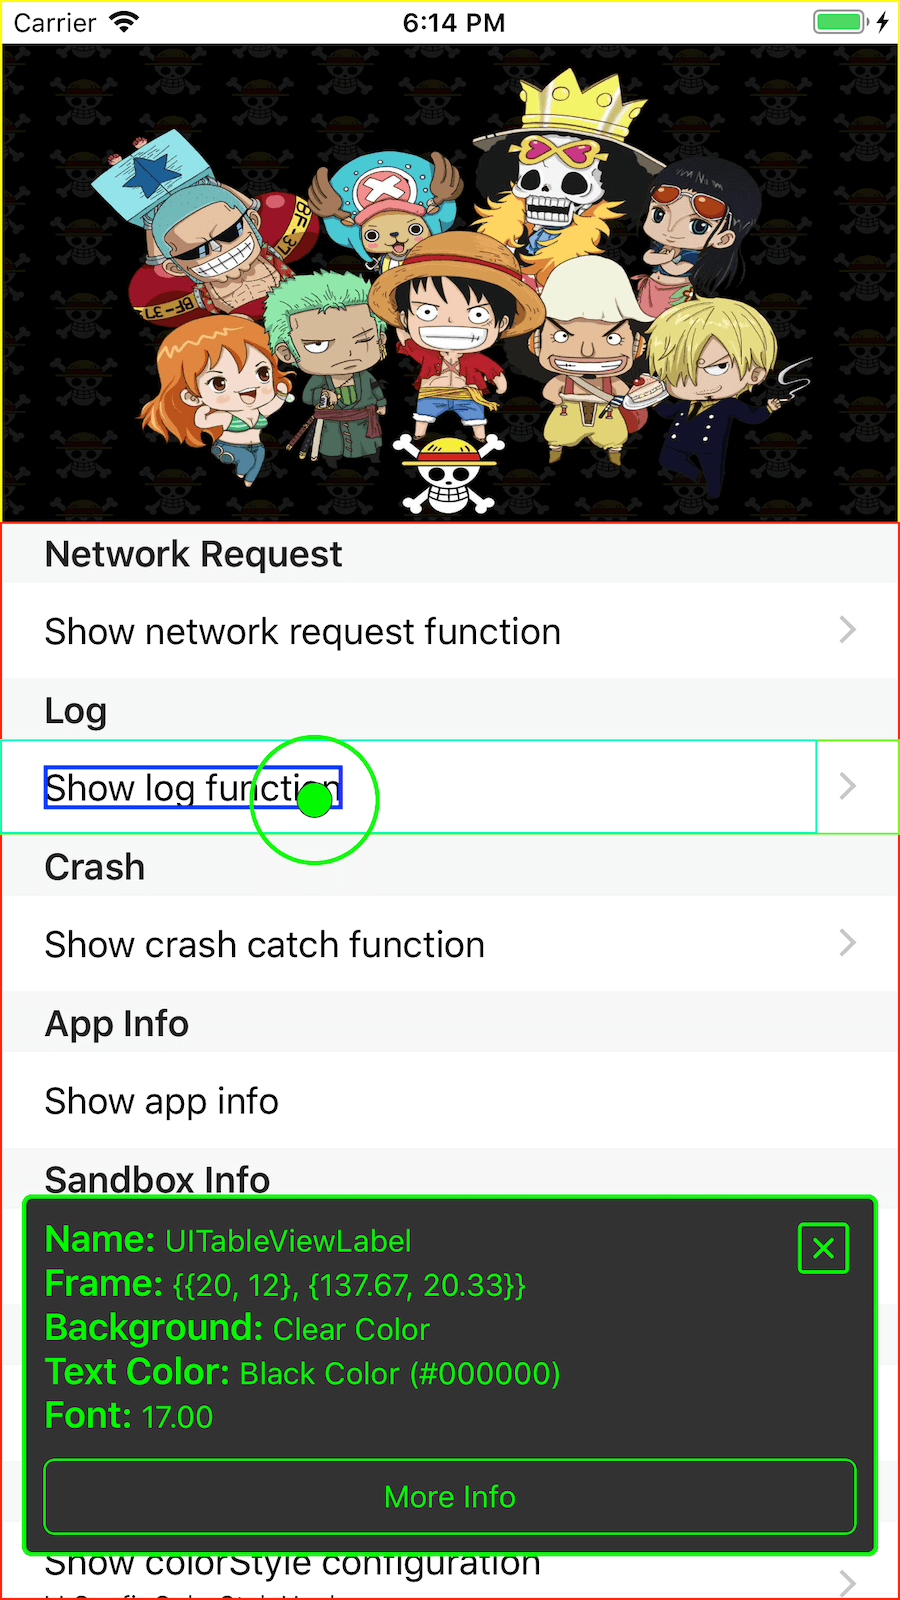 Carrier 6:14 PM
BF-37
BF-37
Network Request
Show network request function
Log
Show log function
Crash
Show crash catch function
App Info
Show app info
Sandbox Info
Name: UITableViewLabel
Frame: {{20, 12}, {137.67, 20.33}}
Background: Clear Color
Text Color: Black Color (#000000)
Font: 17.00
More Info
Show colorStyle configuration